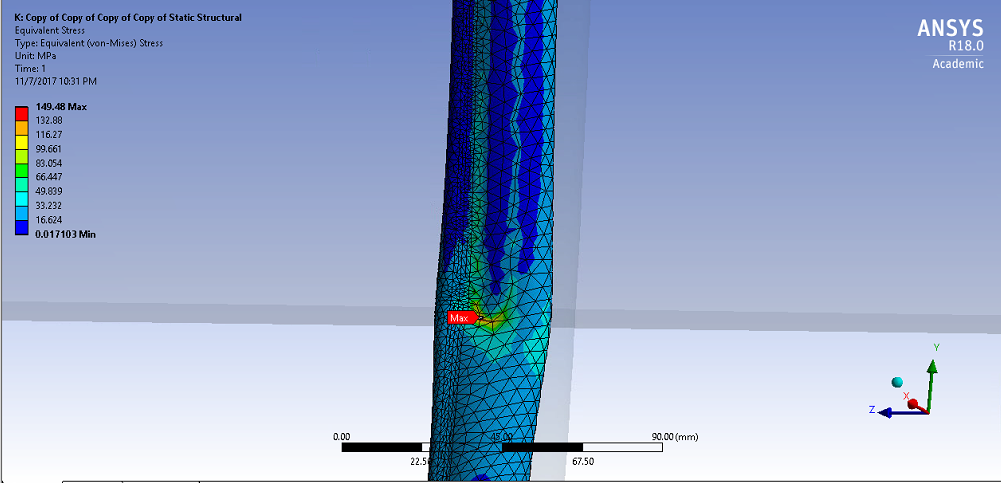 K: Copy of Copy of Copy of Copy of Static Structural
Equivalent Stress
Type: Equivalent (von-Mises) Stress
Unit: MPa
Time: 1
11/7/2017 10:31 PM
149.48 Max
132.88
116.27
99.661
83.054
66.447
49.839
33.232
16.624
0.017103 Min
ANSYS
R18.0
Academic
Max
Y
X
Z
0.00 45.00 90.00 (mm)
22.50 67.50